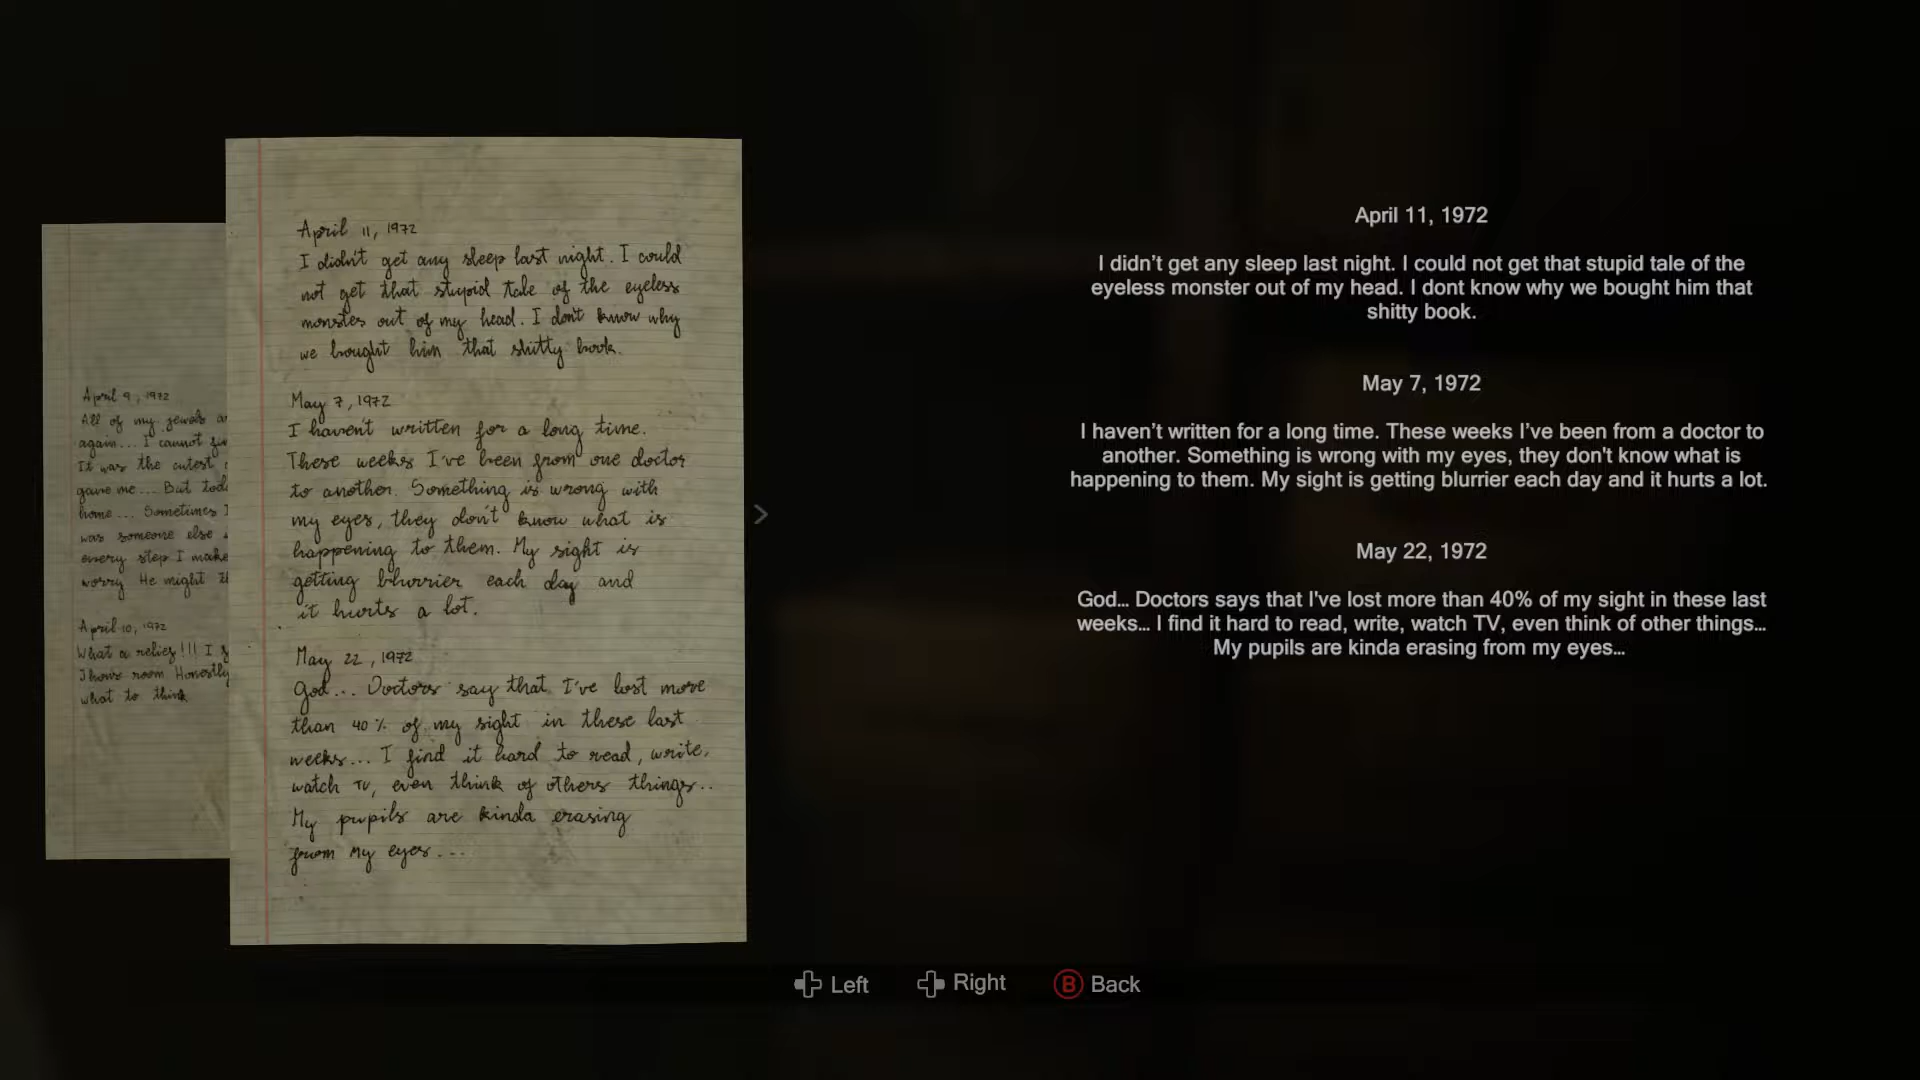 April 9, 1972
All of my jewels
again... I cannot
It was the cutest
gave me... But
home... Sometimes I
was someone else
every step I make
worry He might
April 10, 1972
What a relief!!! I
Thows room Honestly
what to think
April 11, 1972
I didn't get any sleep last night. I could
not get that stupid tale of the eyeless
monster out of my head. I don't know why
we bought him that shitty book.
May 7, 1972
I haven't written for a long time.
These weeks I've been from one doctor
to another. Something is wrong with
my eyes, they don't know what is
happening to them. My sight is
getting blurrier each day and
it hurts a lot.
May 22, 1972
God... Doctors say that I've lost more
than 40% of my sight in these last
weeks... I find it hard to read, write,
watch TV, even think of others things..
My pupils are kinda erasing
from my eyes....
April 11, 1972
I didn’t get any sleep last night. I could not get that stupid tale of the
eyeless monster out of my head. I dont know why we bought him that
shitty book.
May 7, 1972
I haven’t written for a long time. These weeks I’ve been from a doctor to
another. Something is wrong with my eyes, they don't know what is
happening to them. My sight is getting blurrier each day and it hurts a lot.
May 22, 1972
God... Doctors says that I've lost more than 40% of my sight in these last
weeks... I find it hard to read, write, watch TV, even think of other things...
My pupils are kinda erasing from my eyes...
Left Right B Back